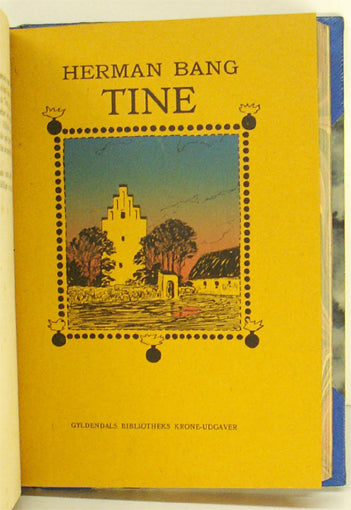 HERMAN BANG
TINE
GYLDENDALS BIBLIOTHEKS KRONE-UDGAVER